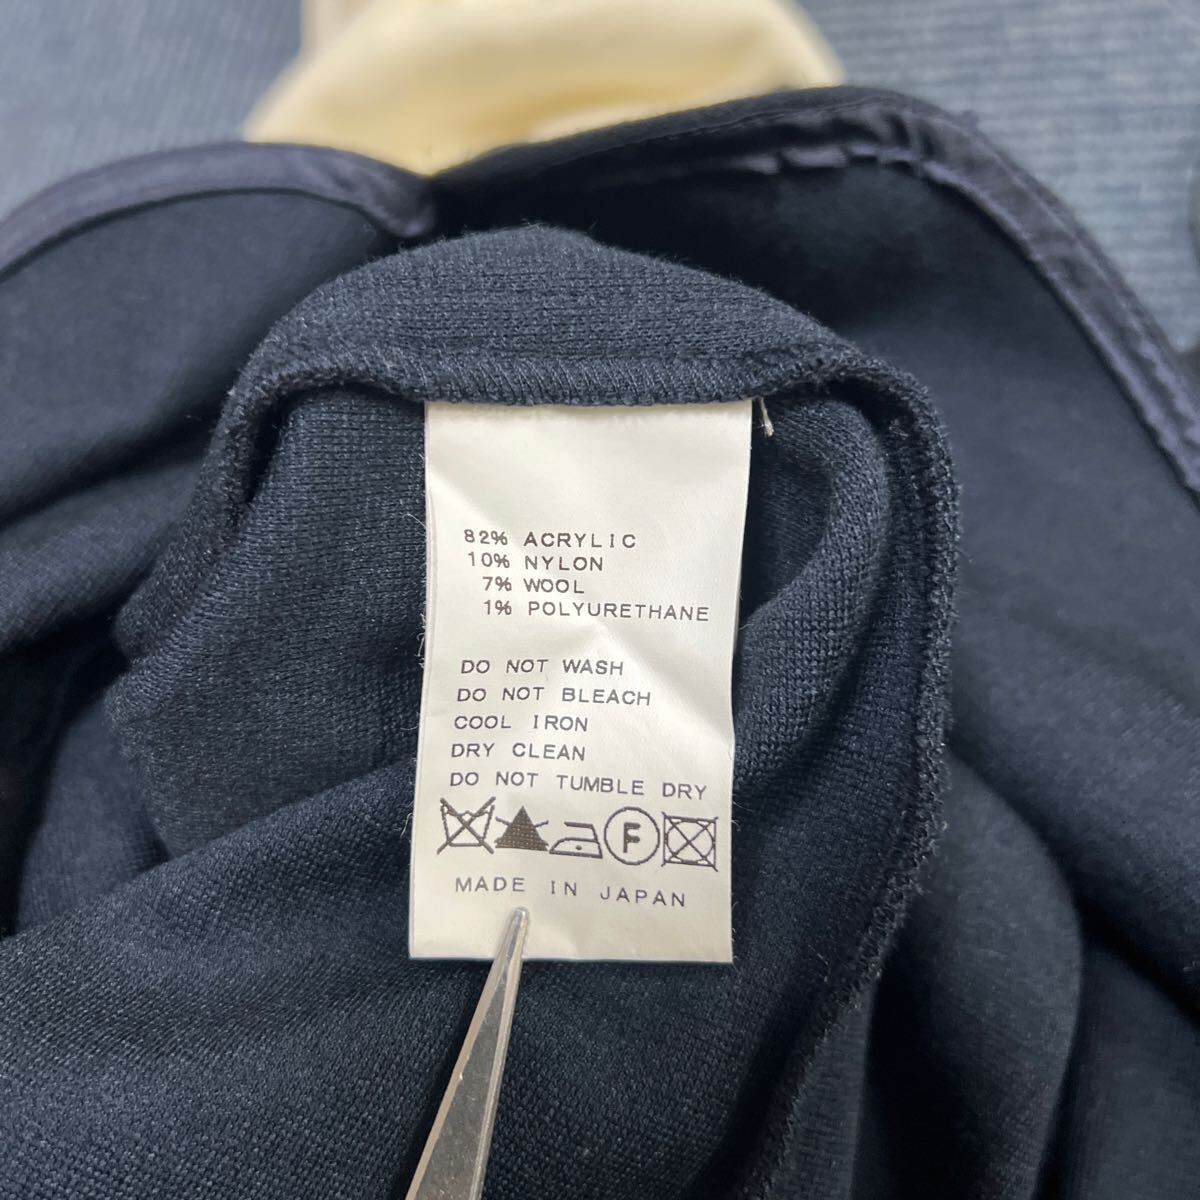 82% ACRYLIC
10% NYLON
7% WOOL
1% POLYURETHANE
DO NOT WASH
DO NOT BLEACH
COOL IRON
DRY CLEAN
DO NOT TUMBLE DRY
F
MADE IN JAPAN